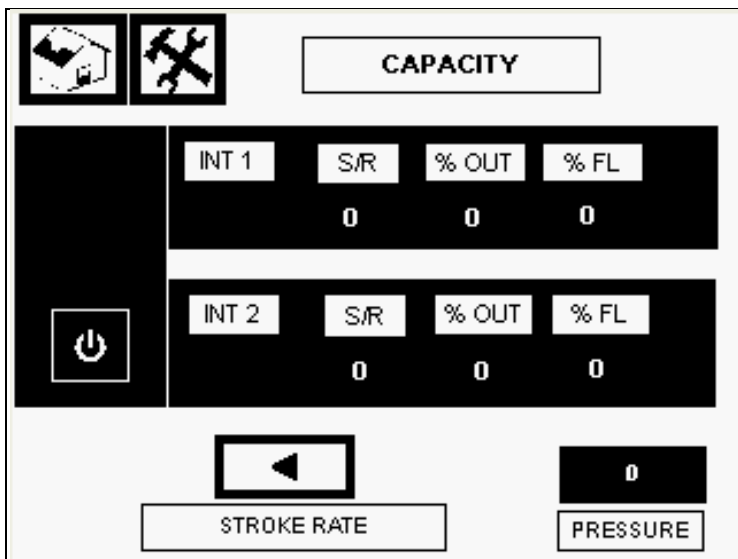 CAPACITY
INT 1 S/R % OUT % FL
0 0 0
INT 2 S/R % OUT % FL
0 0 0
0
STROKE RATE PRESSURE